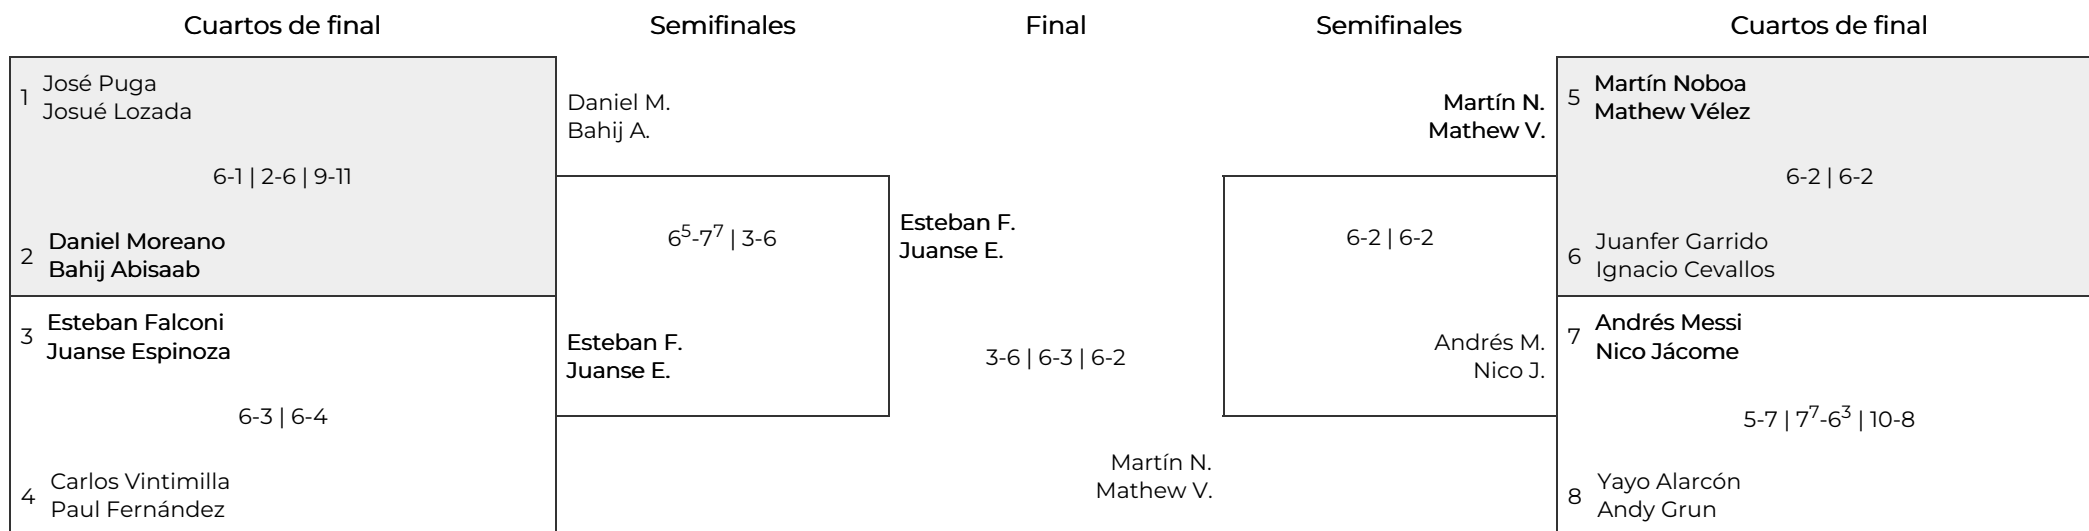 Cuartos de final
Semifinales
Final
Semifinales
Cuartos de final
1
José Puga
Josué Lozada
6-1 | 2-6 | 9-11
2
Daniel Moreano
Bahij Abisaab
3
Esteban Falconi
Juanse Espinoza
6-3 | 6-4
4
Carlos Vintimilla
Paul Fernández
Daniel M.
Bahij A.
6⁵-7⁷ | 3-6
Esteban F.
Juanse E.
Esteban F.
Juanse E.
3-6 | 6-3 | 6-2
Martín N.
Mathew V.
Martín N.
Mathew V.
6-2 | 6-2
Andrés M.
Nico J.
5
Martín Noboa
Mathew Vélez
6-2 | 6-2
6
Juanfer Garrido
Ignacio Cevallos
7
Andrés Messi
Nico Jácome
5-7 | 7⁷-6³ | 10-8
8
Yayo Alarcón
Andy Grun